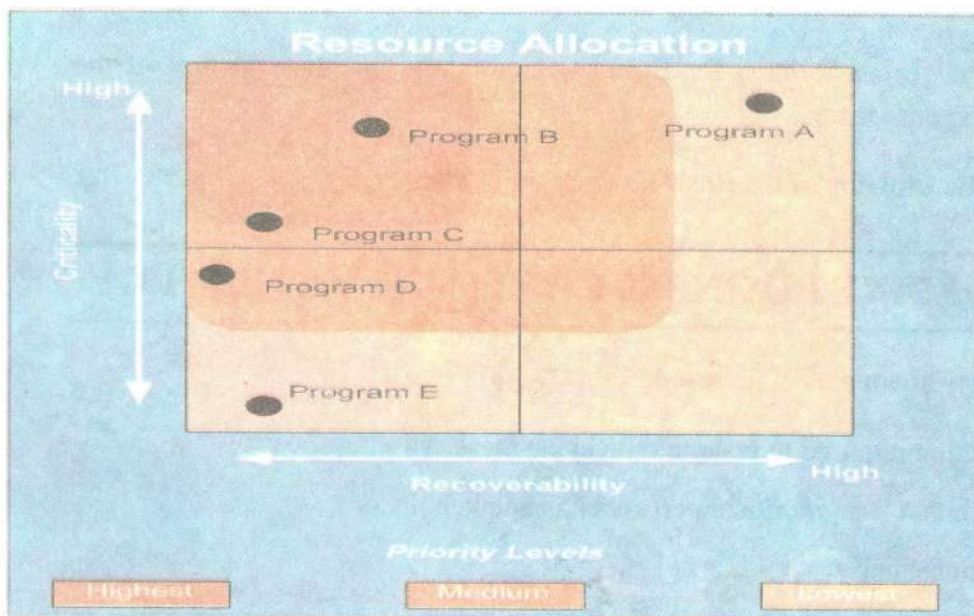 Resource Allocation
High
Program B
Program A
Criticality
Program C
Program D
Program E
High
Recoverability
Priority Levels
Highest
Medium
Lowest